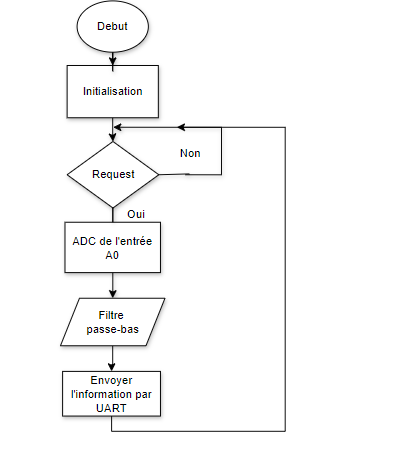 Debut
Initialisation
Non
Request
Oui
ADC de l'entrée
A0
Filtre
passe-bas
Envoyer
l'information par
UART